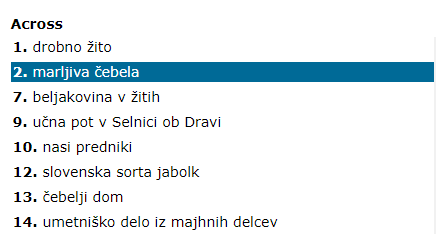 Across
1. drobno žito
2. marljiva čebela
7. beljakovina v žitih
9. učna pot v Selnici ob Dravi
10. nasi predniki
12. slovenska sorta jabolk
13. čebelji dom
14. umetniško delo iz majhnih delcev